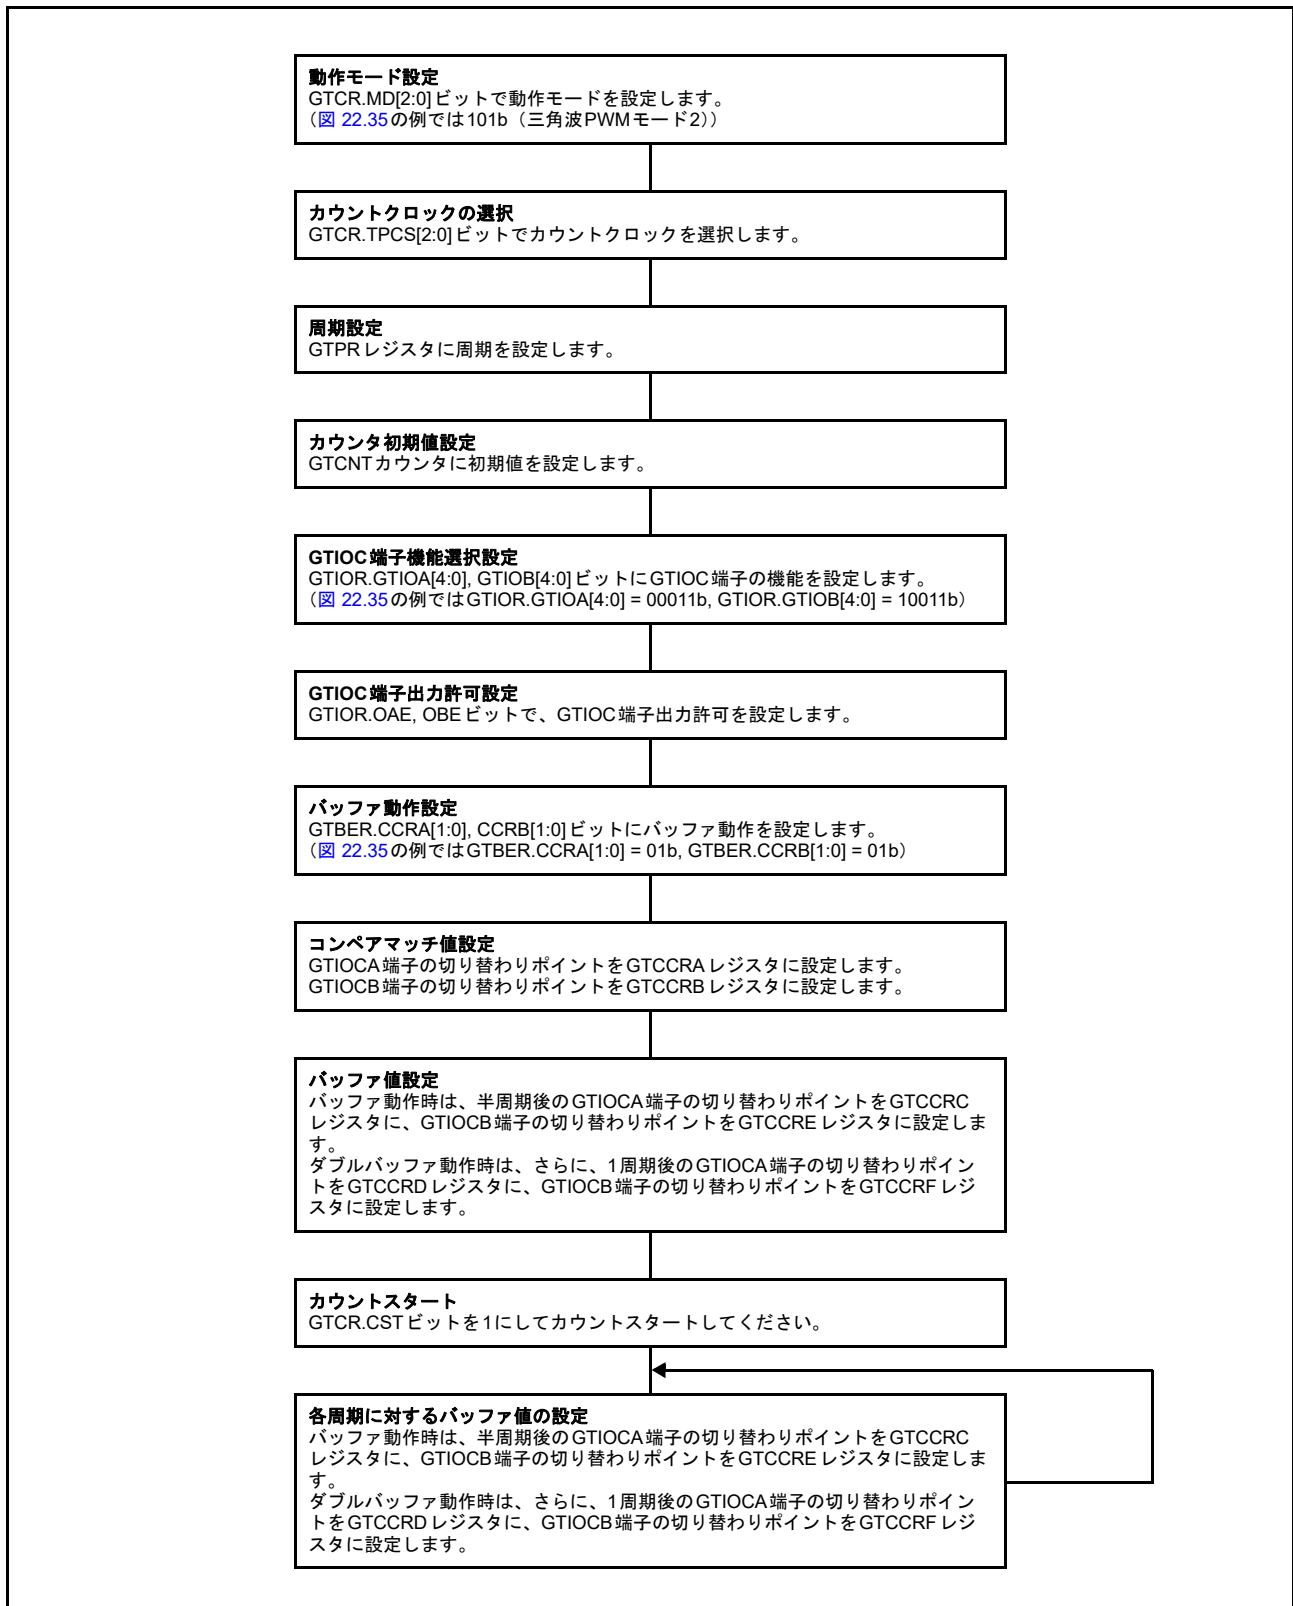 動作モード設定
GTCR.MD[2:0]ビットで動作モードを設定します。
（図 22.35の例では101b（三角波PWMモード2））
カウントクロックの選択
GTCR.TPCS[2:0]ビットでカウントクロックを選択します。
周期設定
GTPRレジスタに周期を設定します。
カウンタ初期値設定
GTCNTカウンタに初期値を設定します。
GTIOC端子機能選択設定
GTIOR.GTIOA[4:0], GTIOB[4:0]ビットにGTIOC端子の機能を設定します。
（図 22.35の例ではGTIOR.GTIOA[4:0] = 00011b, GTIOR.GTIOB[4:0] = 10011b）
GTIOC端子出力許可設定
GTIOR.OAE, OBEビットで、GTIOC端子出力許可を設定します。
バッファ動作設定
GTBER.CCRA[1:0], CCRB[1:0]ビットにバッファ動作を設定します。
（図 22.35の例ではGTBER.CCRA[1:0] = 01b, GTBER.CCRB[1:0] = 01b）
コンペアマッチ値設定
GTIOCA端子の切り替わりポイントをGTCCRAレジスタに設定します。
GTIOCB端子の切り替わりポイントをGTCCRBレジスタに設定します。
バッファ値設定
バッファ動作時は、半周期後のGTIOCA端子の切り替わりポイントをGTCCRC
レジスタに、GTIOCB端子の切り替わりポイントをGTCCREレジスタに設定しま
す。
ダブルバッファ動作時は、さらに、1周期後のGTIOCA端子の切り替わりポイン
トをGTCCRDレジスタに、GTIOCB端子の切り替わりポイントをGTCCRFレジ
スタに設定します。
カウントスタート
GTCR.CSTビットを1にしてカウントスタートしてください。
各周期に対するバッファ値の設定
バッファ動作時は、半周期後のGTIOCA端子の切り替わりポイントをGTCCRC
レジスタに、GTIOCB端子の切り替わりポイントをGTCCREレジスタに設定しま
す。
ダブルバッファ動作時は、さらに、1周期後のGTIOCA端子の切り替わりポイン
トをGTCCRDレジスタに、GTIOCB端子の切り替わりポイントをGTCCRFレジ
スタに設定します。